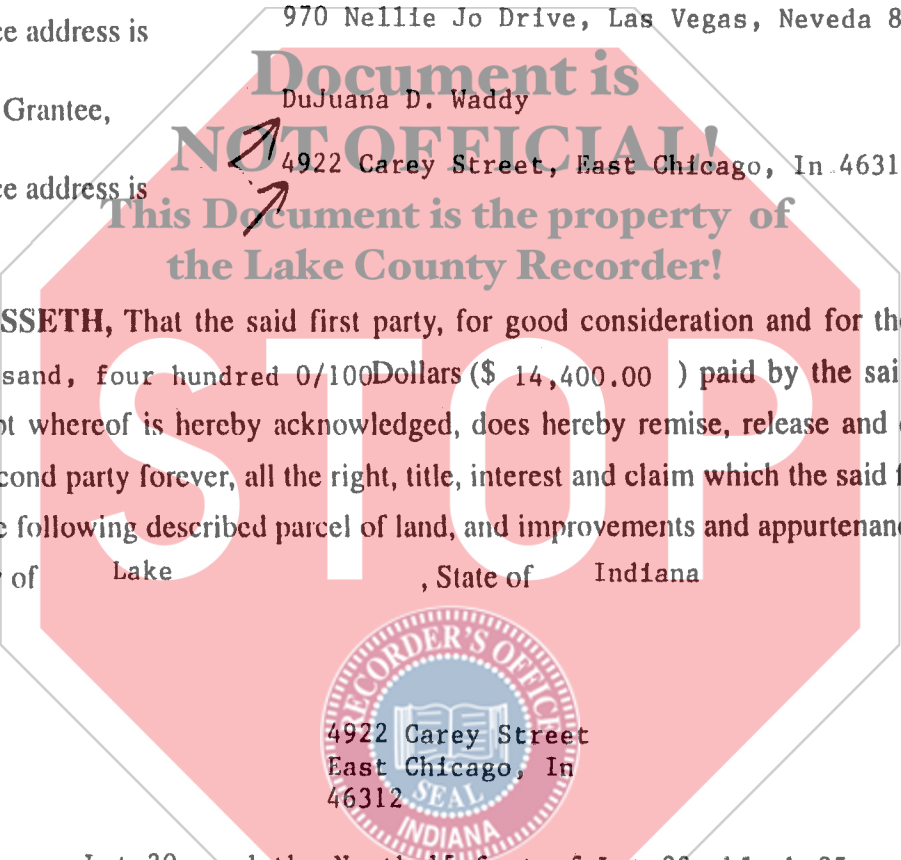 970 Nellie Jo Drive, Las Vegas, Neveda 8
ce address is
Document is
DuJuana D. Waddy
Grantee,
NOT OFFICIAL!
4922 Carey Street, East Chicago, In 4631
ce address is
This Document is the property of
the Lake County Recorder!
SSETH, That the said first party, for good consideration and for the
sand, four hundred 0/100Dollars ($ 14,400.00 ) paid by the sai
pt whereof is hereby acknowledged, does hereby remise, release and
cond party forever, all the right, title, interest and claim which the said f
e following described parcel of land, and improvements and appurtenanc
of Lake , State of Indiana
STOP
RECORDER'S OFFICE
4922 Carey Street
East Chicago, In
46312
SEAL
INDIANA